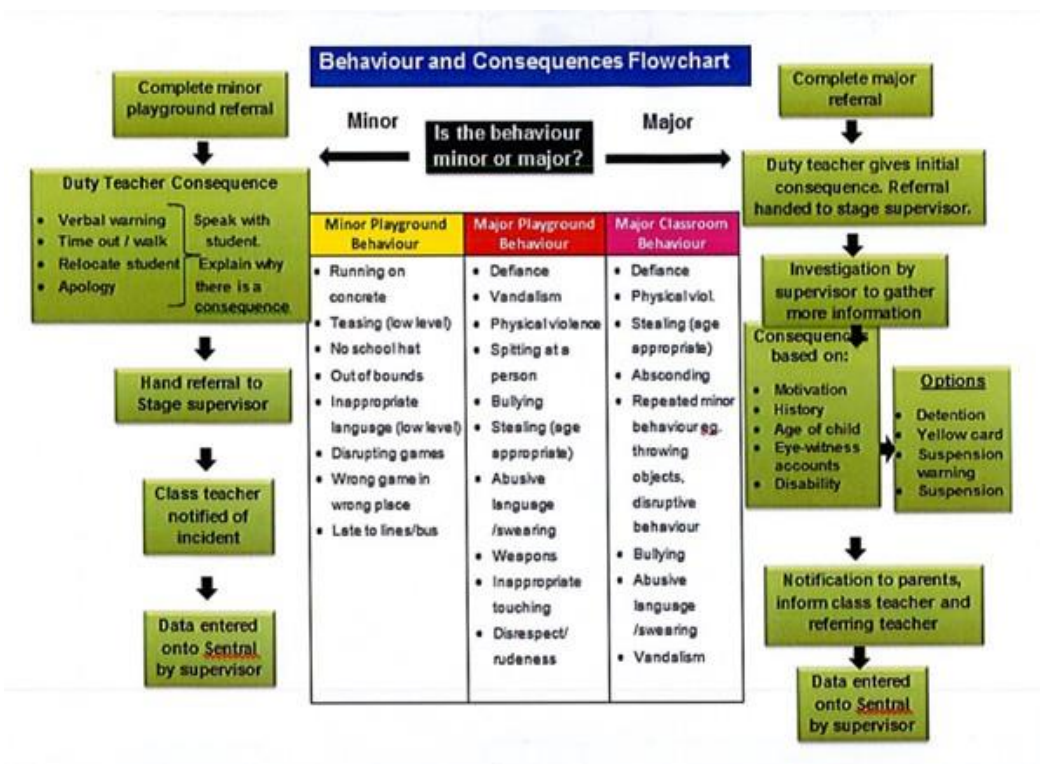 Behaviour and Consequences Flowchart
Complete minor
playground referral
Duty Teacher Consequence
• Verbal warning
• Time out / walk
• Relocate student
• Apology
Speak with
student.
Explain why
there is a
consequence
Hand referral to
Stage supervisor
Class teacher
notified of
incident
Data entered
onto Sentral
by supervisor
Minor
Is the behaviour
minor or major?
Major
Minor Playground
Behaviour
• Running on
concrete
• Teasing (low level)
• No school hat
• Out of bounds
• Inappropriate
language (low level)
• Disrupting games
• Wrong game in
wrong place
• Late to lines/bus
Major Playground
Behaviour
• Defiance
• Vandalism
• Physical violence
• Spitting at a
person
• Bullying
• Stealing (age
appropriate)
• Abusive
language
/swearing
• Weapons
• Inappropriate
touching
• Disrespect/
rudeness
Major Classroom
Behaviour
• Defiance
• Physical viol.
• Stealing (age
appropriate)
• Absconding
• Repeated minor
behaviour eg.
throwing
objects,
disruptive
behaviour
• Bullying
• Abusive
language
/swearing
• Vandalism
Complete major
referral
Duty teacher gives initial
consequence. Referral
handed to stage supervisor.
Investigation by
supervisor to gather
more information
Consequences
based on:
• Motivation
• History
• Age of child
• Eye-witness
accounts
• Disability
Options
• Detention
• Yellow card
• Suspension
warning
• Suspension
Notification to parents,
inform class teacher and
referring teacher
Data entered
onto Sentral
by supervisor